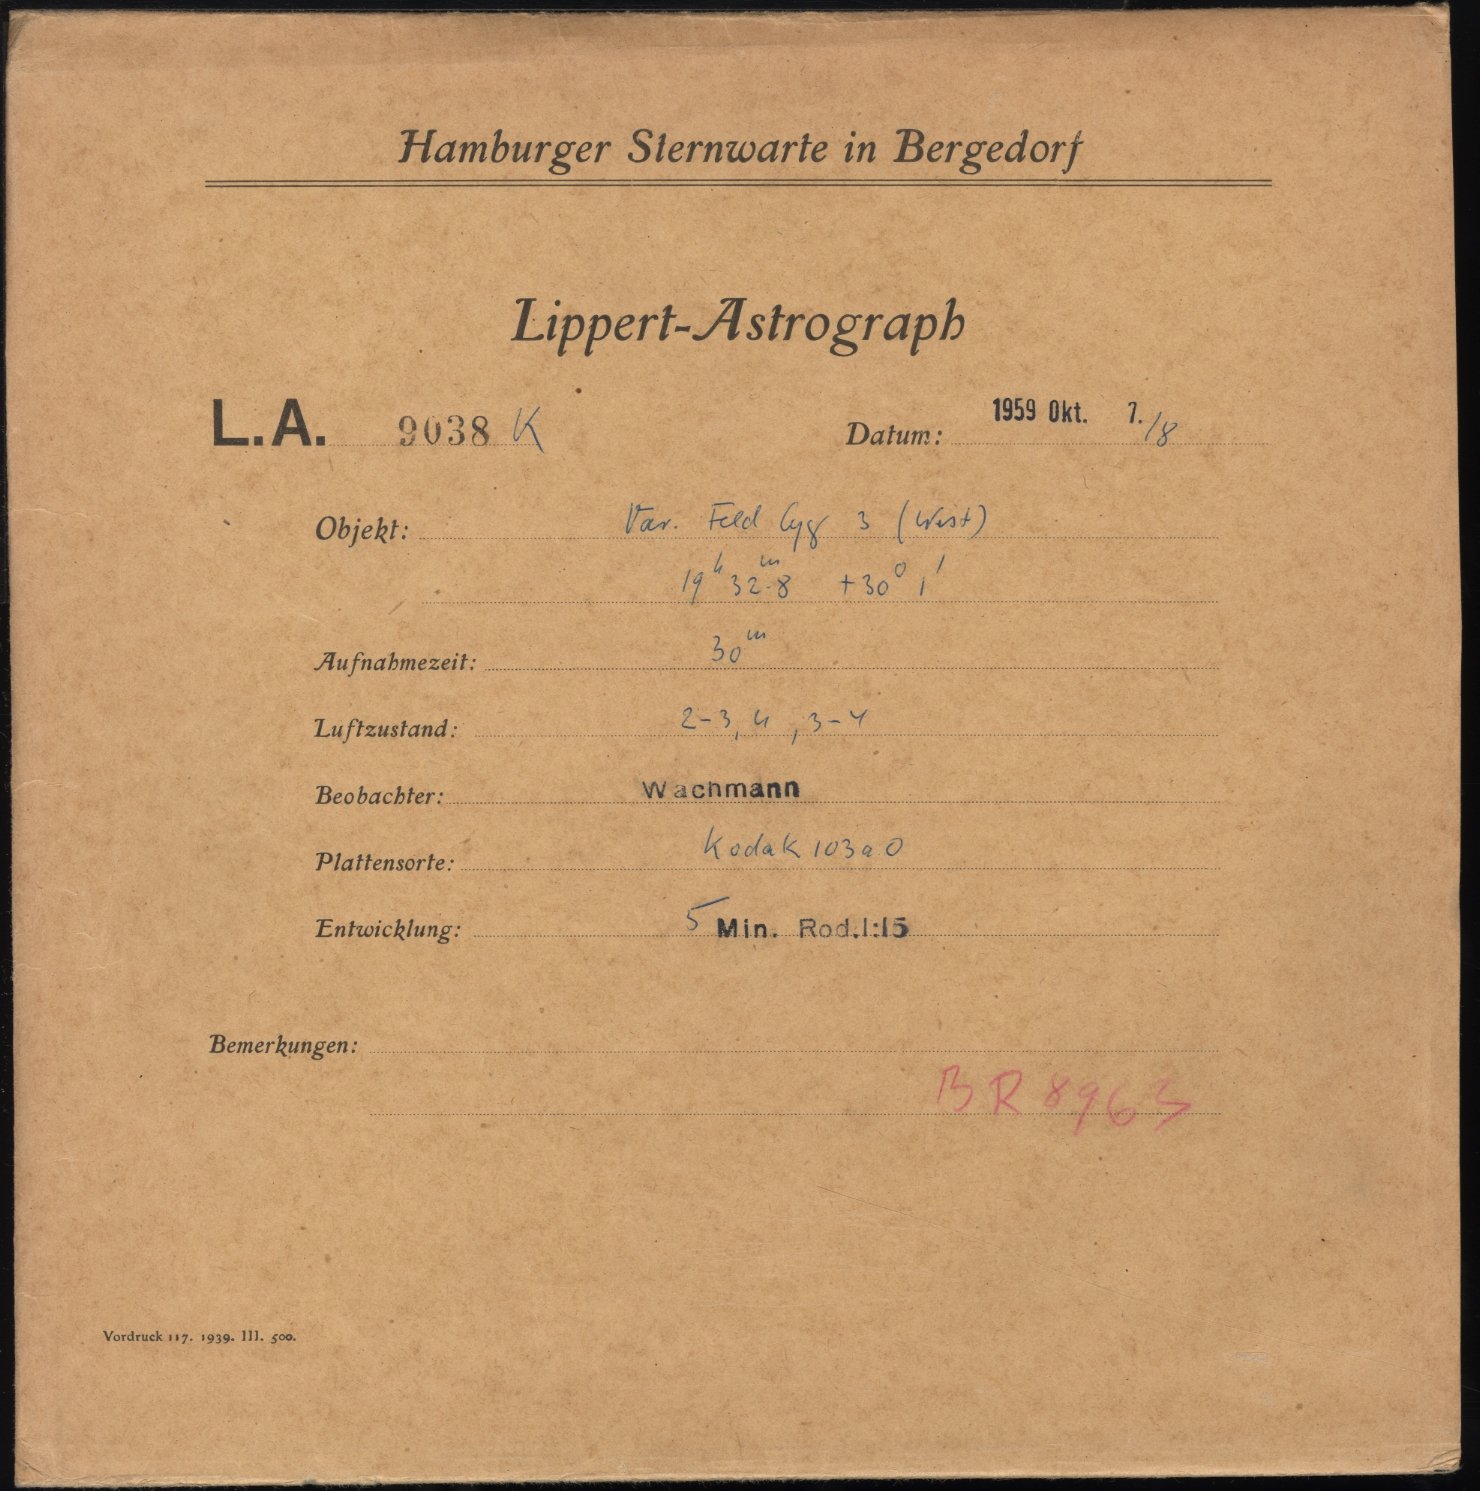 Hamburger Sternwarte in Bergedorf
Lippert-Astrograph
L.A. 9038 K Datum: 1959 Okt. 7./8
Objekt: Var. Feld Cyg 3 (West)
19h 32m.8 +30° 1'
Aufnahmezeit: 30m
Luftzustand: 2-3, 4, 3-4
Beobachter: Wachmann
Plattensorte: Kodak 103a O
Entwicklung: 5 Min. Rod.1:15
Bemerkungen:
BR 8963
Vordruck 117. 1939. III. 500.